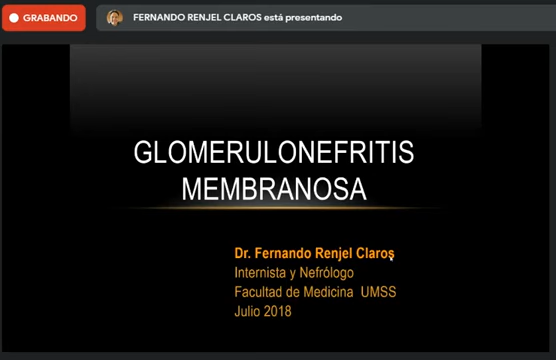 GRABANDO
FERNANDO RENJEL CLAROS está presentando
GLOMERULONEFRITIS
MEMBRANOSA
Dr. Fernando Renjel Claros
Internista y Nefrólogo
Facultad de Medicina UMSS
Julio 2018